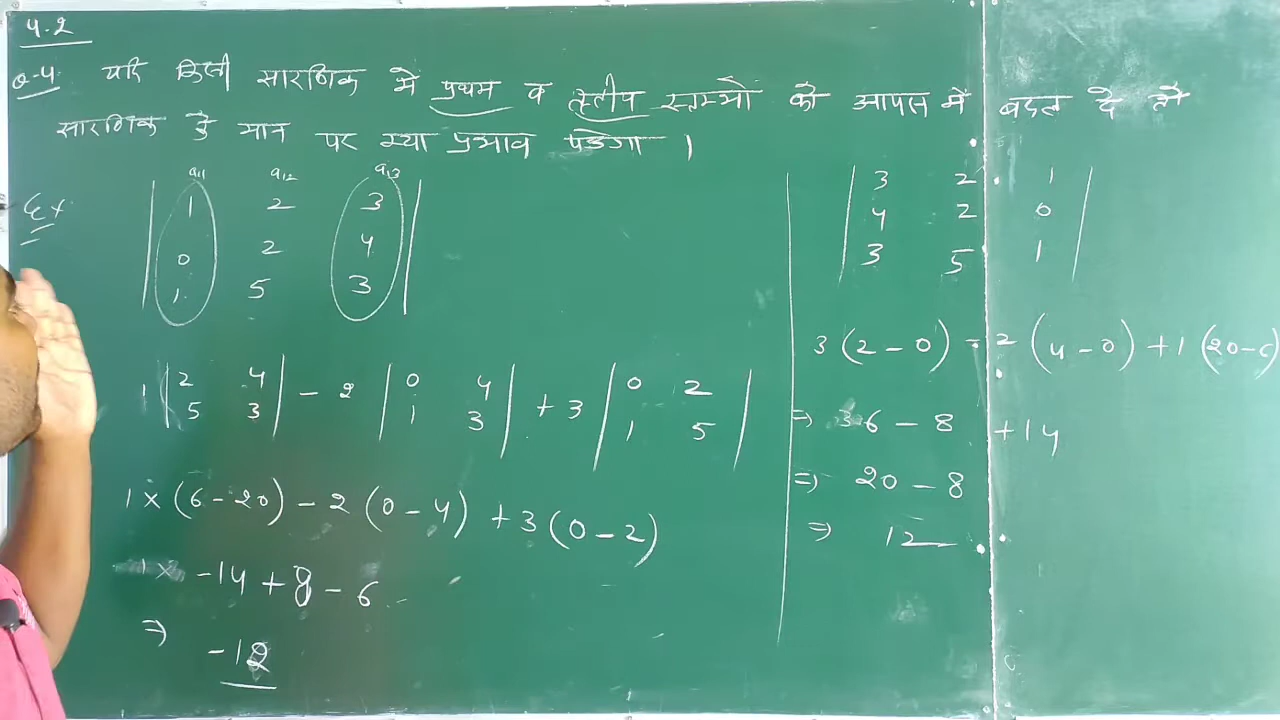 4.2
Q-4 यदि किसी सारणिक में प्रथम व तृतीय स्तम्भों को आपस में बदल दे तो
सारणिक के मान पर क्या प्रभाव पडेगा ।
Ex
a11 a12 a13
| 1 2 3 |
| 0 2 4 |
| 1 5 3 |
1 | 2 4 | - 2 | 0 4 | + 3 | 0 2 |
| 5 3 | | 1 3 | | 1 5 |
1 × (6 - 20) - 2 (0 - 4) + 3 (0 - 2)
-14 + 8 - 6
⇒ -12
| 3 2 1 |
| 4 2 0 |
| 3 5 1 |
3 (2 - 0) - 2 (4 - 0) + 1 (20 - 6
⇒ 6 - 8 + 14
⇒ 20 - 8
⇒ 12